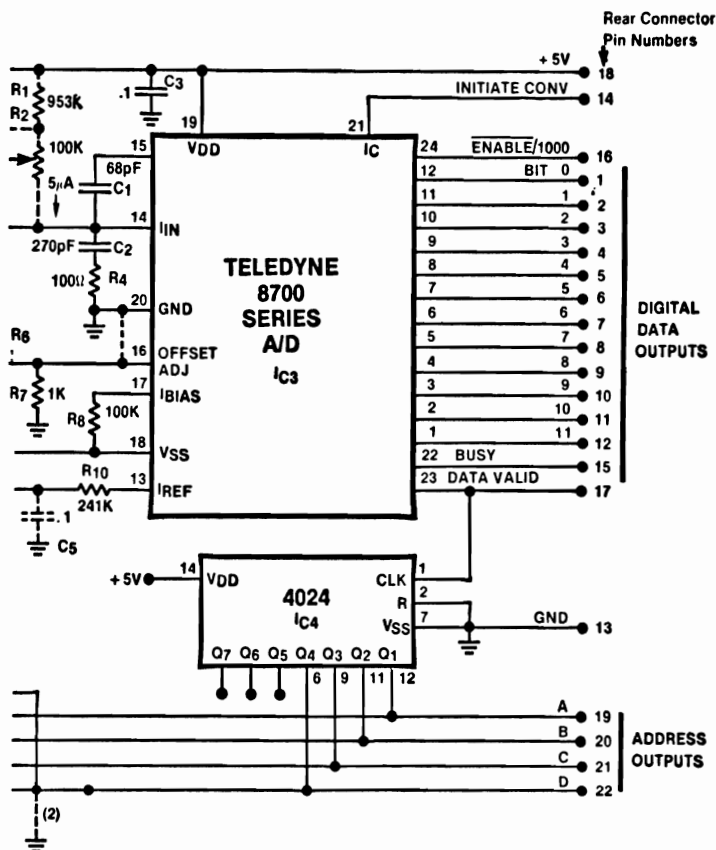 Rear Connector
Pin Numbers
+ 5V
18
INITIATE CONV
14
R1
953k
R2
100K
.1
C3
19
VDD
21
IC
15
68pF
C1
5µA
14
IIN
270pF
C2
100Ω
R4
20
GND
R6
16
OFFSET
ADJ
R7
1K
17
IBIAS
R8
100K
18
VSS
R10
241K
13
IREF
.1
C5
TELEDYNE
8700
SERIES
A/D
IC3
24
ENABLE/1000
16
12
BIT 0
1
11
1
2
10
2
3
9
3
4
8
4
5
7
5
6
6
6
7
5
7
8
4
8
9
3
9
10
2
10
11
1
11
12
22
BUSY
15
23
DATA VALID
17
DIGITAL
DATA
OUTPUTS
+5V
14
VDD
4024
IC4
CLK
1
R
2
VSS
7
GND
13
Q7 Q6 Q5 Q4 Q3 Q2 Q1
6 9 11 12
A
19
B
20
C
21
D
22
ADDRESS
OUTPUTS
(2)